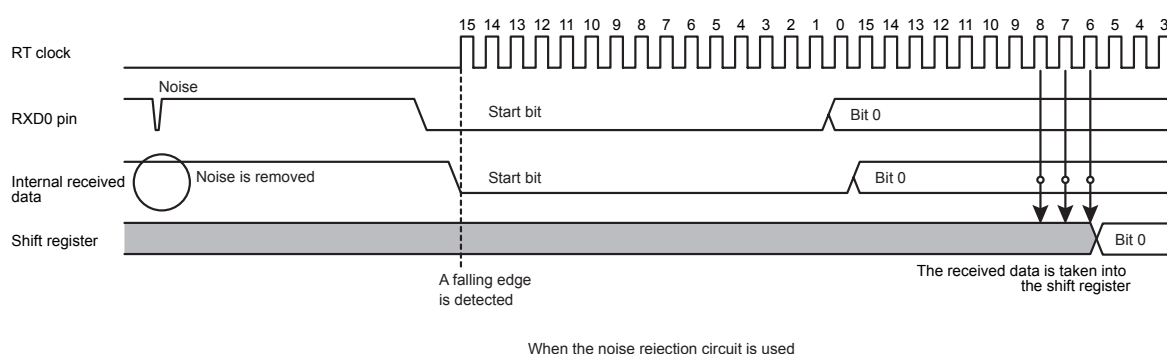 15 14 13 12 11 10 9 8 7 6 5 4 3 2 1 0 15 14 13 12 11 10 9 8 7 6 5 4 3
RT clock
Noise
RXD0 pin
Start bit
Bit 0
Internal received
data
Noise is removed
Start bit
Bit 0
Shift register
Bit 0
A falling edge
is detected
The received data is taken into
the shift register
When the noise rejection circuit is used